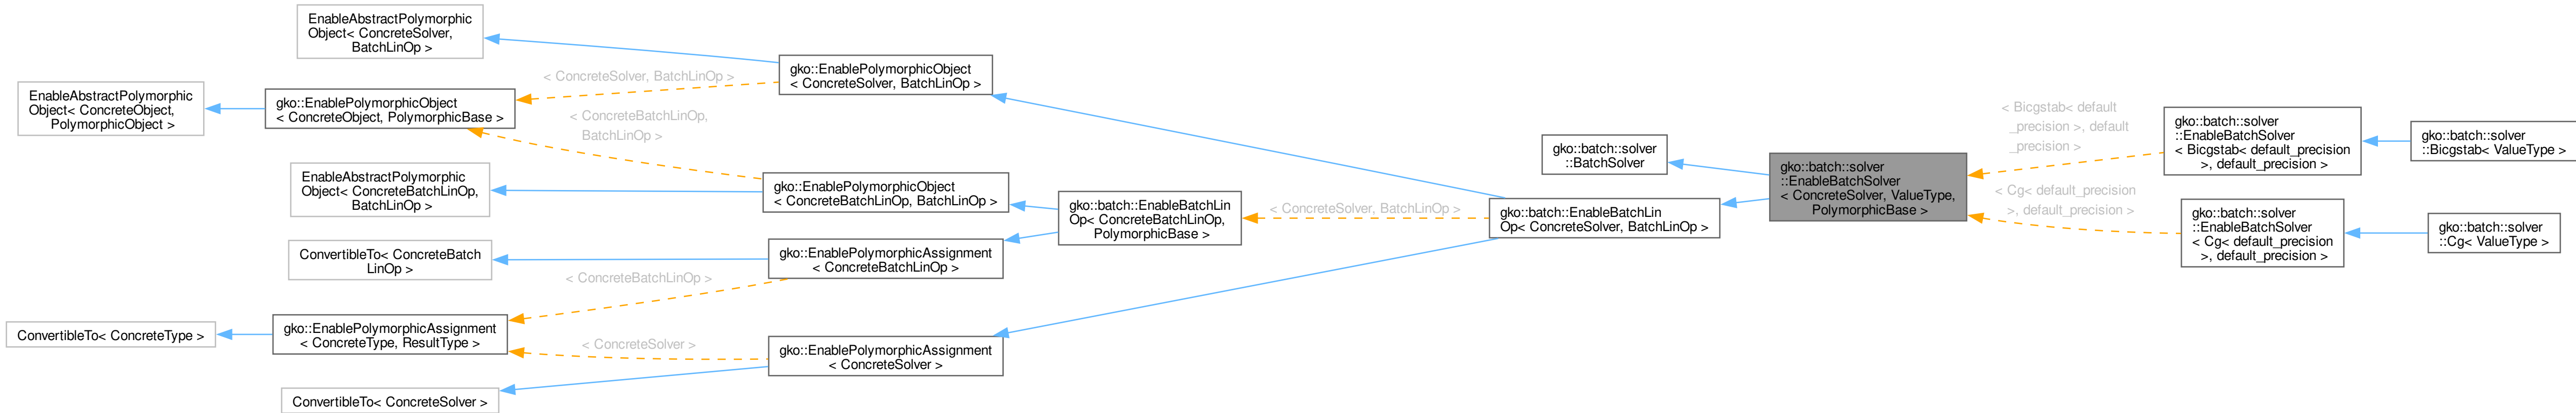 EnableAbstractPolymorphic
Object< ConcreteSolver,
BatchLinOp >
EnableAbstractPolymorphic
Object< ConcreteObject,
PolymorphicObject >
gko::EnablePolymorphicObject
< ConcreteObject, PolymorphicBase >
< ConcreteSolver, BatchLinOp >
< ConcreteBatchLinOp,
BatchLinOp >
gko::EnablePolymorphicObject
< ConcreteSolver, BatchLinOp >
EnableAbstractPolymorphic
Object< ConcreteBatchLinOp,
BatchLinOp >
gko::EnablePolymorphicObject
< ConcreteBatchLinOp, BatchLinOp >
ConvertibleTo< ConcreteBatch
LinOp >
gko::EnablePolymorphicAssignment
< ConcreteBatchLinOp >
< ConcreteBatchLinOp >
ConvertibleTo< ConcreteType >
gko::EnablePolymorphicAssignment
< ConcreteType, ResultType >
< ConcreteSolver >
gko::EnablePolymorphicAssignment
< ConcreteSolver >
ConvertibleTo< ConcreteSolver >
gko::batch::EnableBatchLin
Op< ConcreteBatchLinOp,
PolymorphicBase >
< ConcreteSolver, BatchLinOp >
gko::batch::solver
::BatchSolver
gko::batch::EnableBatchLin
Op< ConcreteSolver, BatchLinOp >
gko::batch::solver
::EnableBatchSolver
< ConcreteSolver, ValueType,
PolymorphicBase >
< Bicgstab< default
_precision >, default
_precision >
< Cg< default_precision
>, default_precision >
gko::batch::solver
::EnableBatchSolver
< Bicgstab< default_precision
>, default_precision >
gko::batch::solver
::Bicgstab< ValueType >
gko::batch::solver
::EnableBatchSolver
< Cg< default_precision
>, default_precision >
gko::batch::solver
::Cg< ValueType >